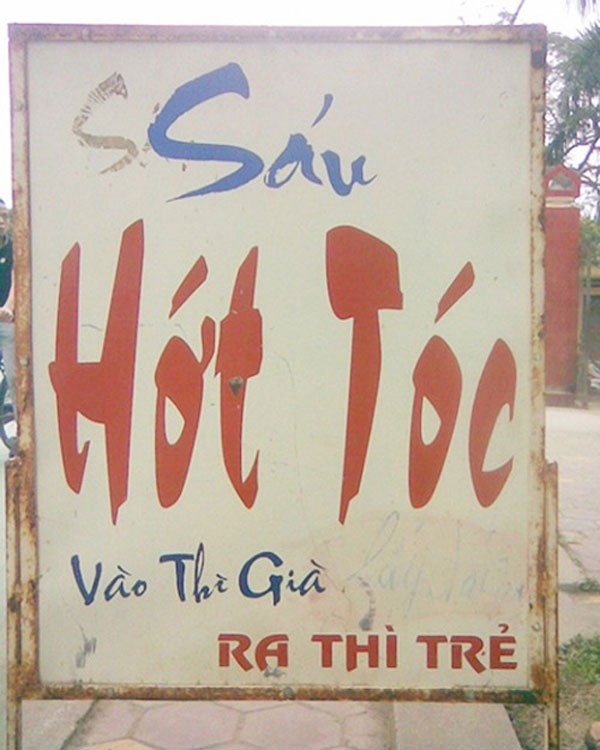 Sáu
Hớt Tóc
Vào Thì Già
RA THÌ TRẺ